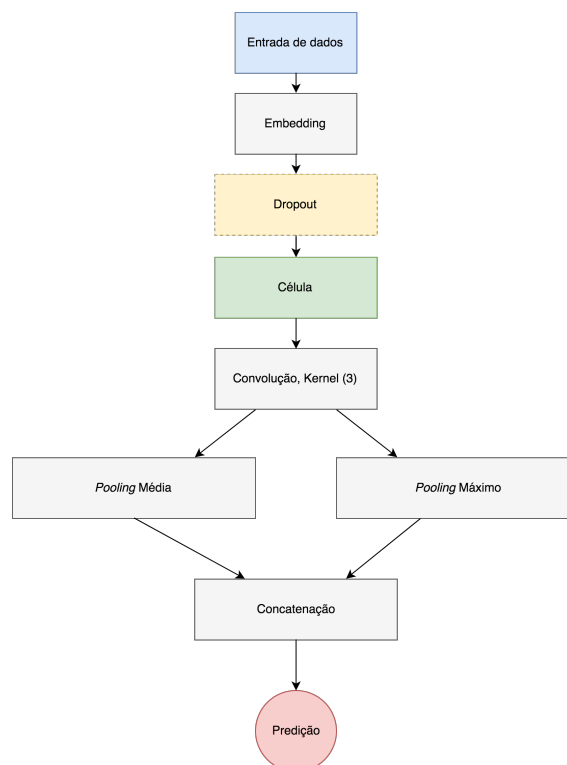 Entrada de dados
Embedding
Dropout
Célula
Convolução, Kernel (3)
Pooling Média
Pooling Máximo
Concatenação
Predição